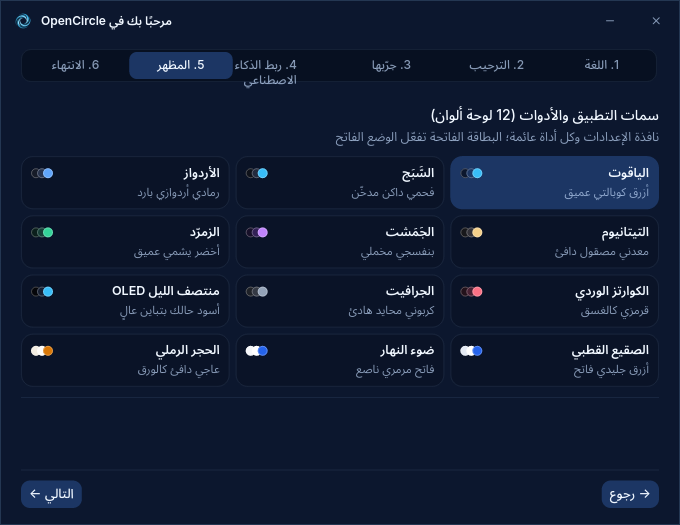 مرحبًا بك في OpenCircle
1. اللغة
2. الترحيب
3. جرّبها
4. ربط الذكاء الاصطناعي
5. المظهر
6. الانتهاء
سمات التطبيق والأدوات (12 لوحة ألوان)
نافذة الإعدادات وكل أداة عائمة؛ البطاقة الفاتحة تفعّل الوضع الفاتح
الياقوت
أزرق كوبالتي عميق
الشَبَج
فحمي داكن مدخّن
الأردواز
رمادي أردوازي بارد
التيتانيوم
معدني مصقول دافئ
الجَمَشت
بنفسجي مخملي
الزمرّد
أخضر يشمي عميق
الكوارتز الوردي
قرمزي كالغسق
الجرافيت
كربوني محايد هادئ
منتصف الليل OLED
أسود حالك بتباين عالٍ
الصقيع القطبي
أزرق جليدي فاتح
ضوء النهار
فاتح مرمري ناصع
الحجر الرملي
عاجي دافئ كالورق
→ رجوع
التالي ←